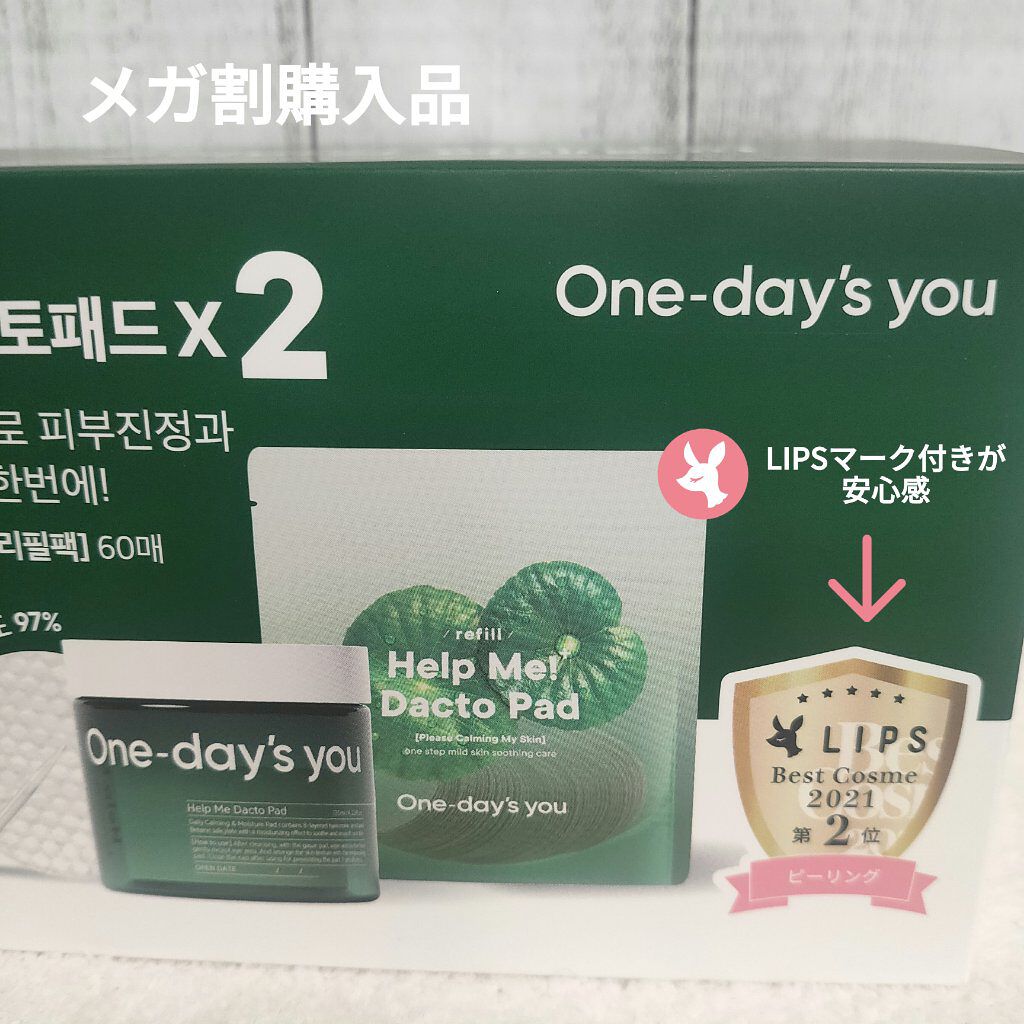 メガ割購入品
토패드 X 2
One-day's you
로 피부진정과
한번에!
리필팩] 60매
도 97%
LIPSマーク付きが
安心感
refill
Help Me!
Dacto Pad
[Please Calming My Skin]
one step mild skin soothing care
One-day's you
One-day's you
Help Me Dacto Pad
OPEN DATE / /
LIPS
Best Cosme
2021
第2位
ピーリング